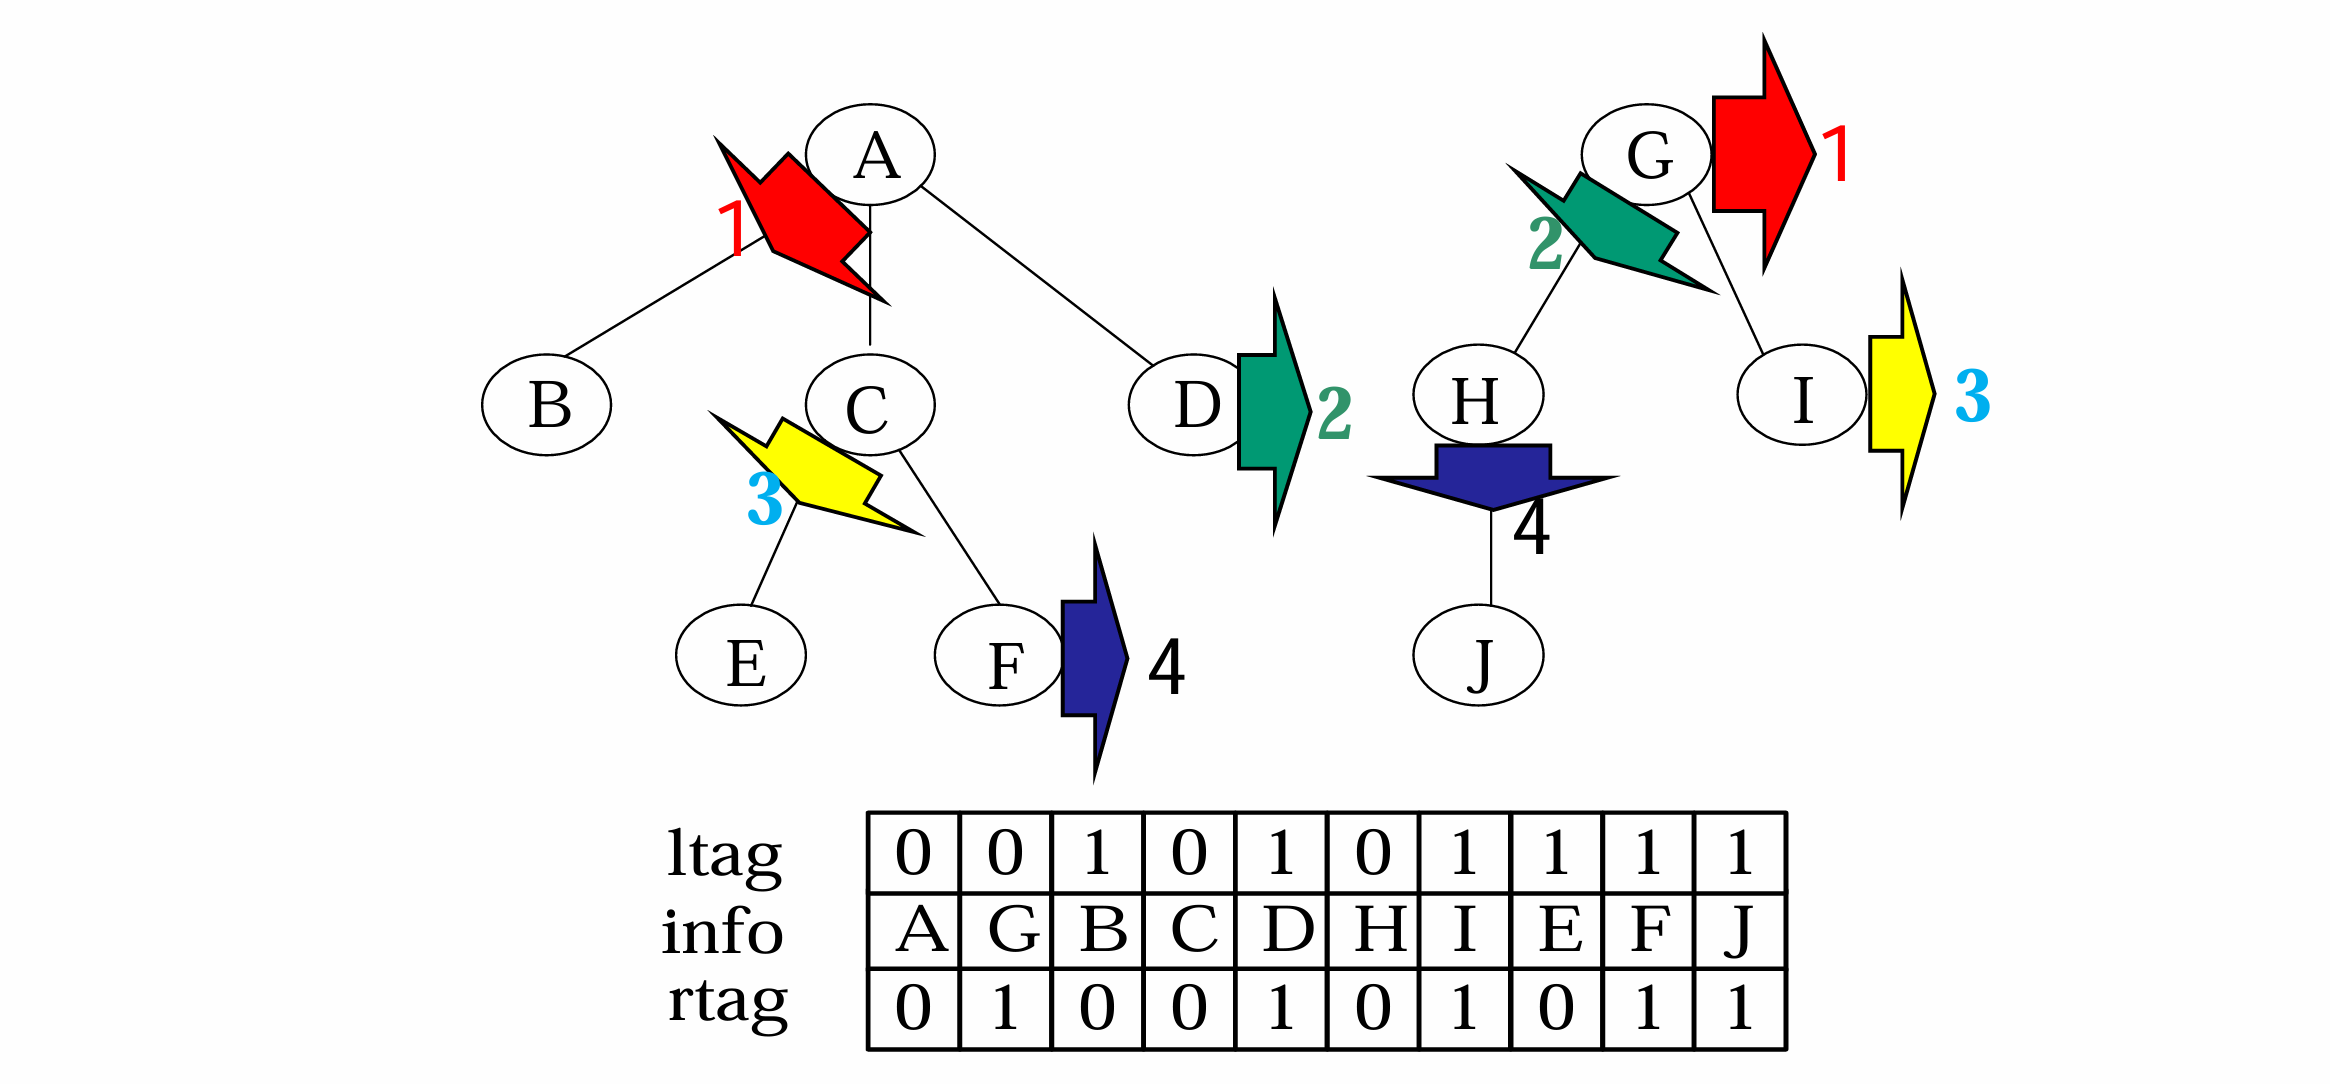 A G 1
1 2
B C D 2 H I 3
3 4
E F 4 J
ltag 0 0 1 0 1 0 1 1 1 1
info A G B C D H I E F J
rtag 0 1 0 0 1 0 1 0 1 1